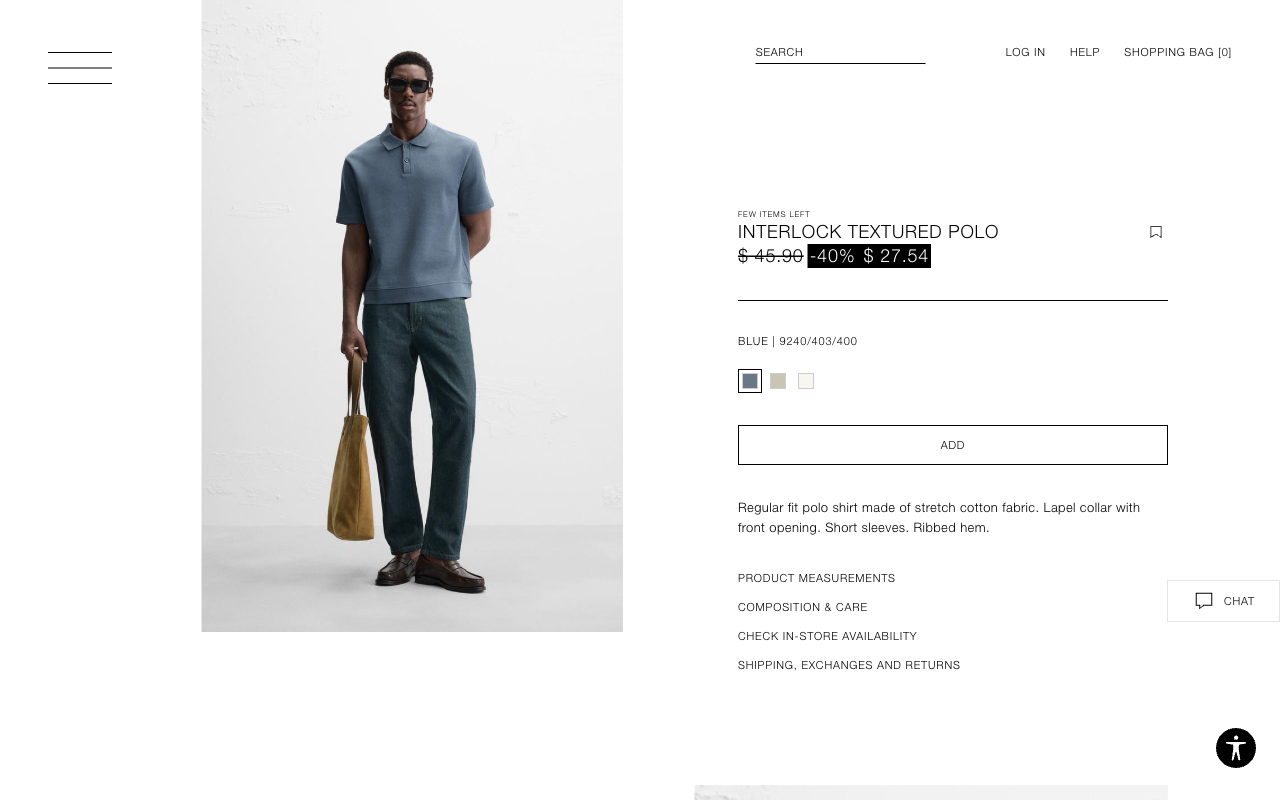 SEARCH
LOG IN
HELP
SHOPPING BAG [0]
FEW ITEMS LEFT
INTERLOCK TEXTURED POLO
$ 45.90 -40% $ 27.54
BLUE | 9240/403/400
ADD
Regular fit polo shirt made of stretch cotton fabric. Lapel collar with
front opening. Short sleeves. Ribbed hem.
PRODUCT MEASUREMENTS
COMPOSITION & CARE
CHAT
CHECK IN-STORE AVAILABILITY
SHIPPING, EXCHANGES AND RETURNS